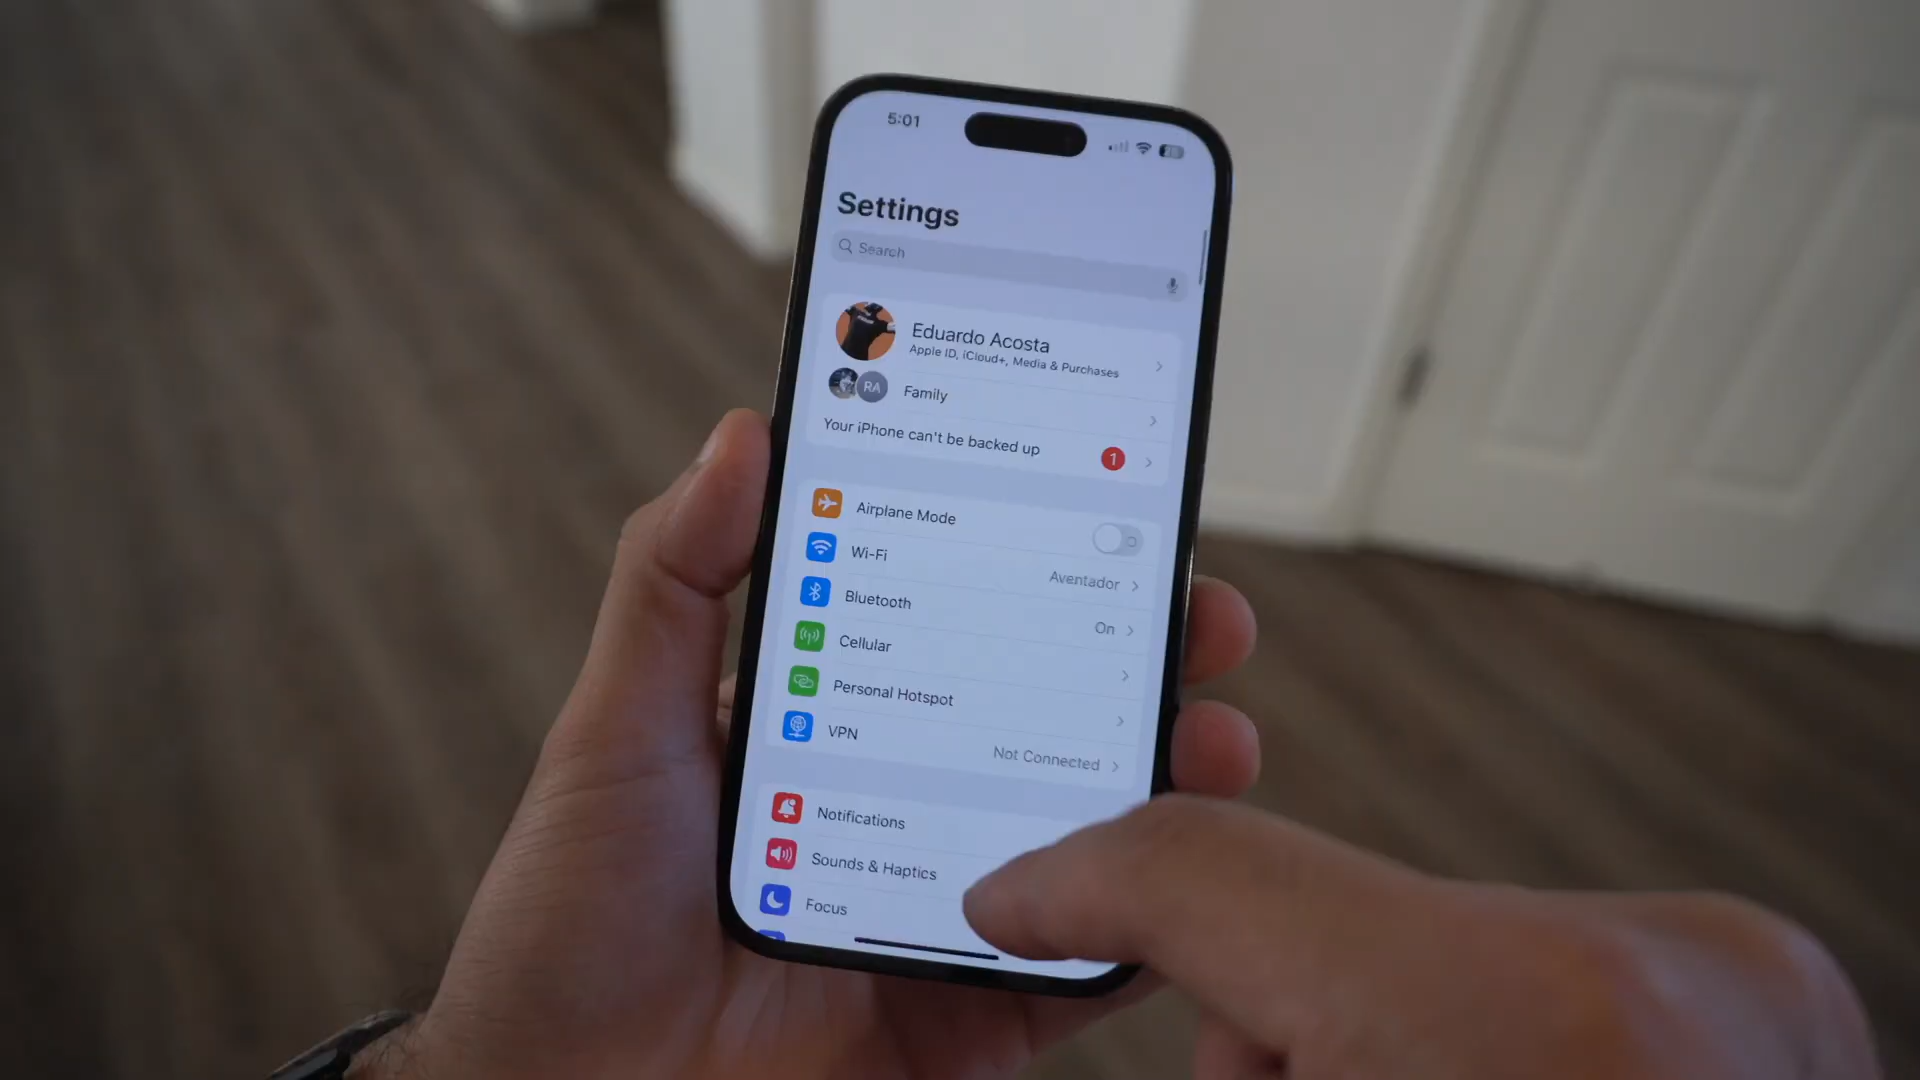 5:01
Settings
Search
Eduardo Acosta
Apple ID, iCloud+, Media & Purchases
RA
Family
Your iPhone can't be backed up
1
Airplane Mode
Wi-Fi
Aventador
Bluetooth
On
Cellular
Personal Hotspot
VPN
Not Connected
Notifications
Sounds & Haptics
Focus